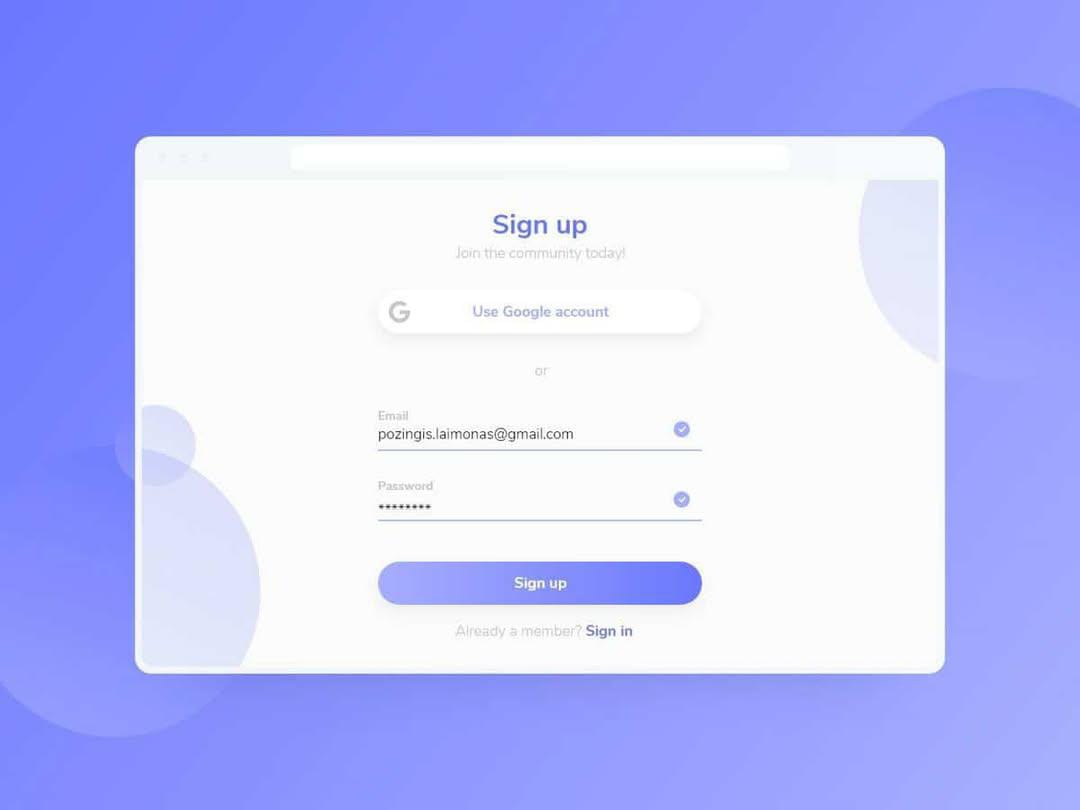 Sign up
Join the community today!
G
Use Google account
or
Email
pozingis.laimonas@gmail.com
Password
********
Sign up
Already a member? Sign in